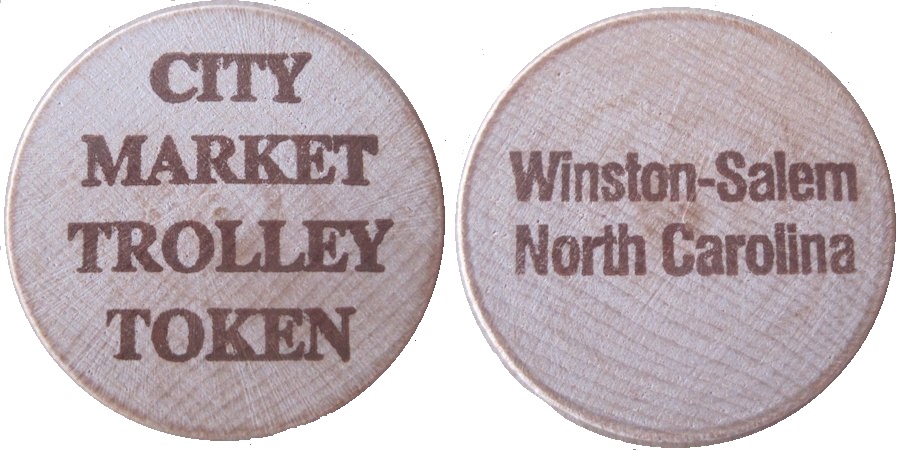 CITY
MARKET
TROLLEY
TOKEN
Winston-Salem
North Carolina